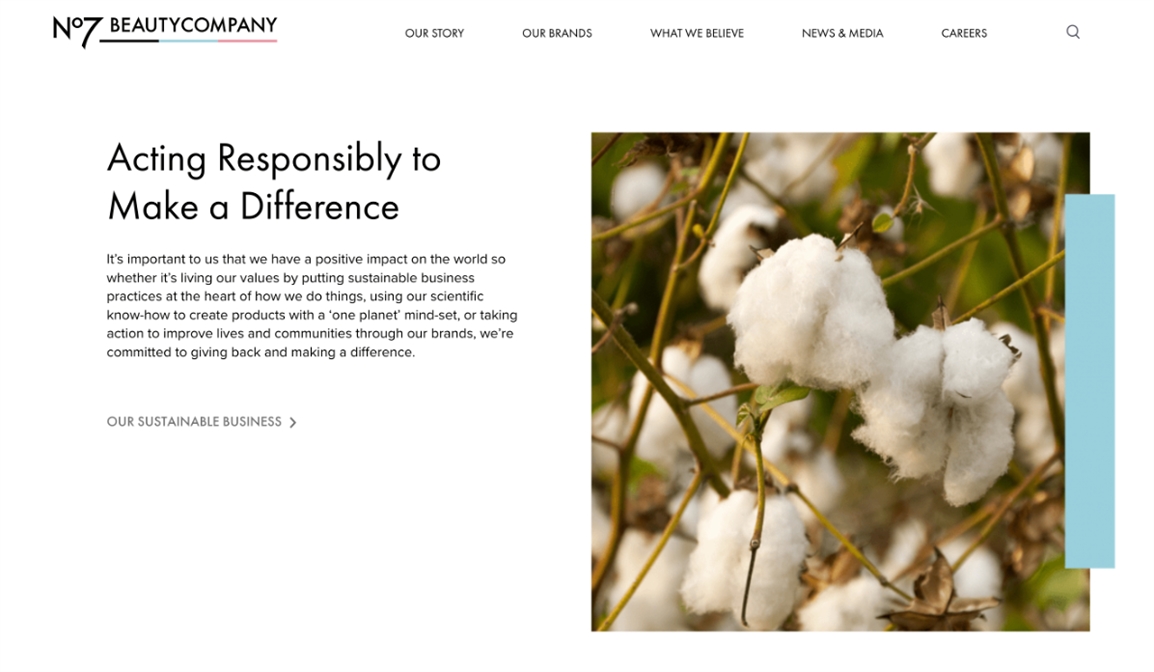 No7 BEAUTYCOMPANY
OUR STORY
OUR BRANDS
WHAT WE BELIEVE
NEWS & MEDIA
CAREERS
Acting Responsibly to
Make a Difference
It’s important to us that we have a positive impact on the world so
whether it’s living our values by putting sustainable business
practices at the heart of how we do things, using our scientific
know-how to create products with a ‘one planet’ mind-set, or taking
action to improve lives and communities through our brands, we’re
committed to giving back and making a difference.
OUR SUSTAINABLE BUSINESS